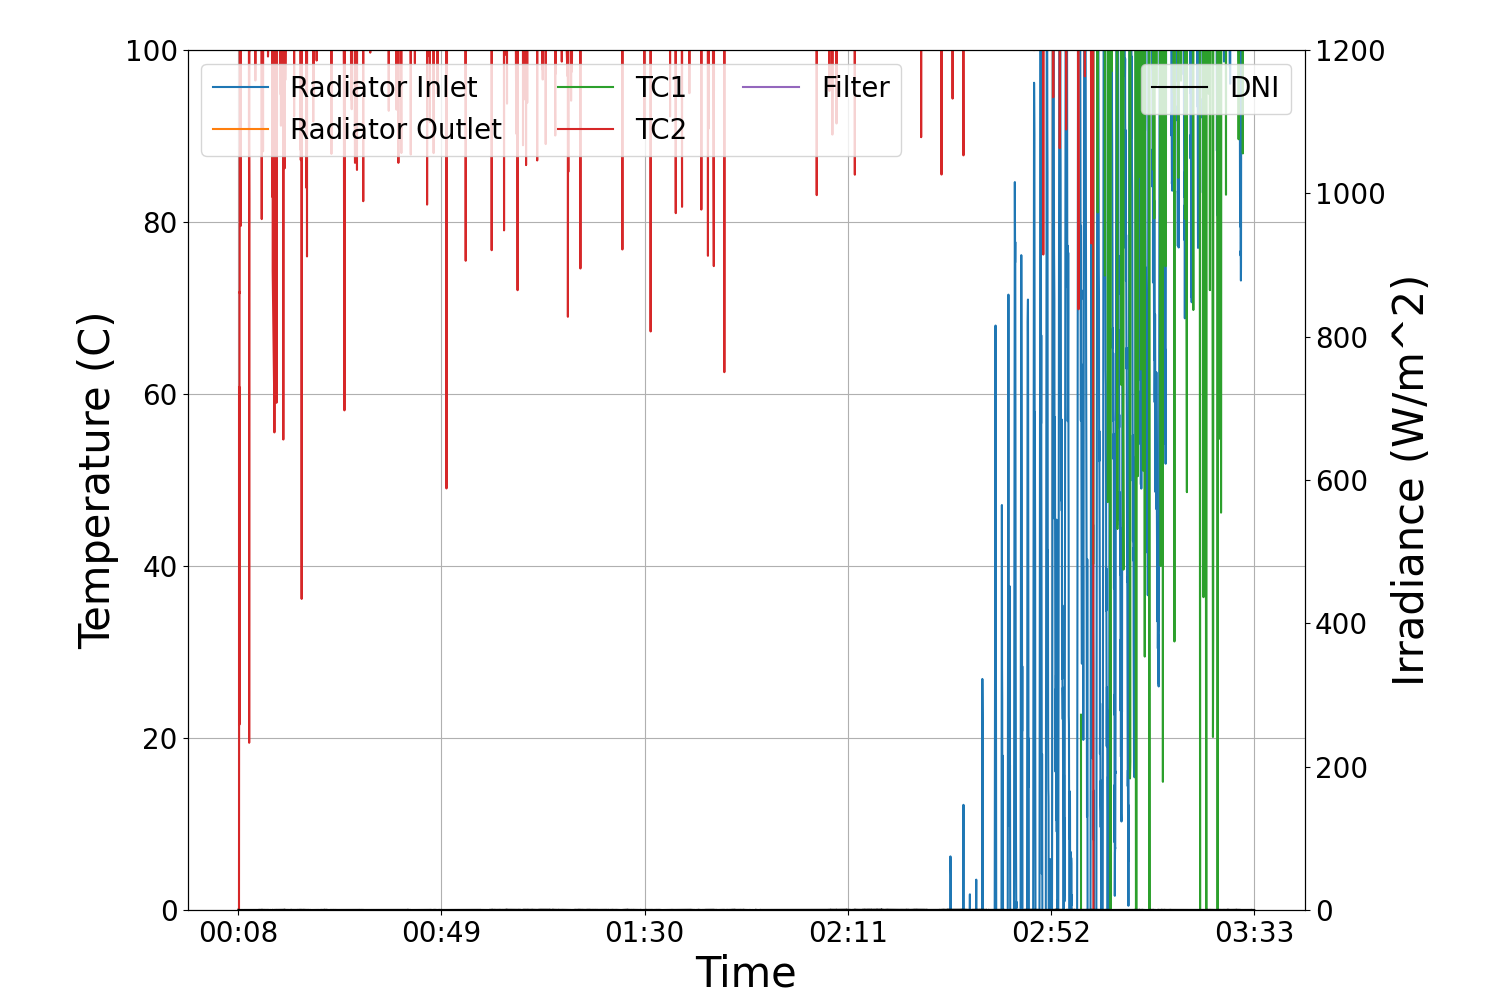 Radiator Inlet
Radiator Outlet
TC1
TC2
Filter
DNI
Temperature (C)
100
80
60
40
20
0
Irradiance (W/m^2)
1200
1000
800
600
400
200
0
00:08
00:49
01:30
02:11
02:52
03:33
Time